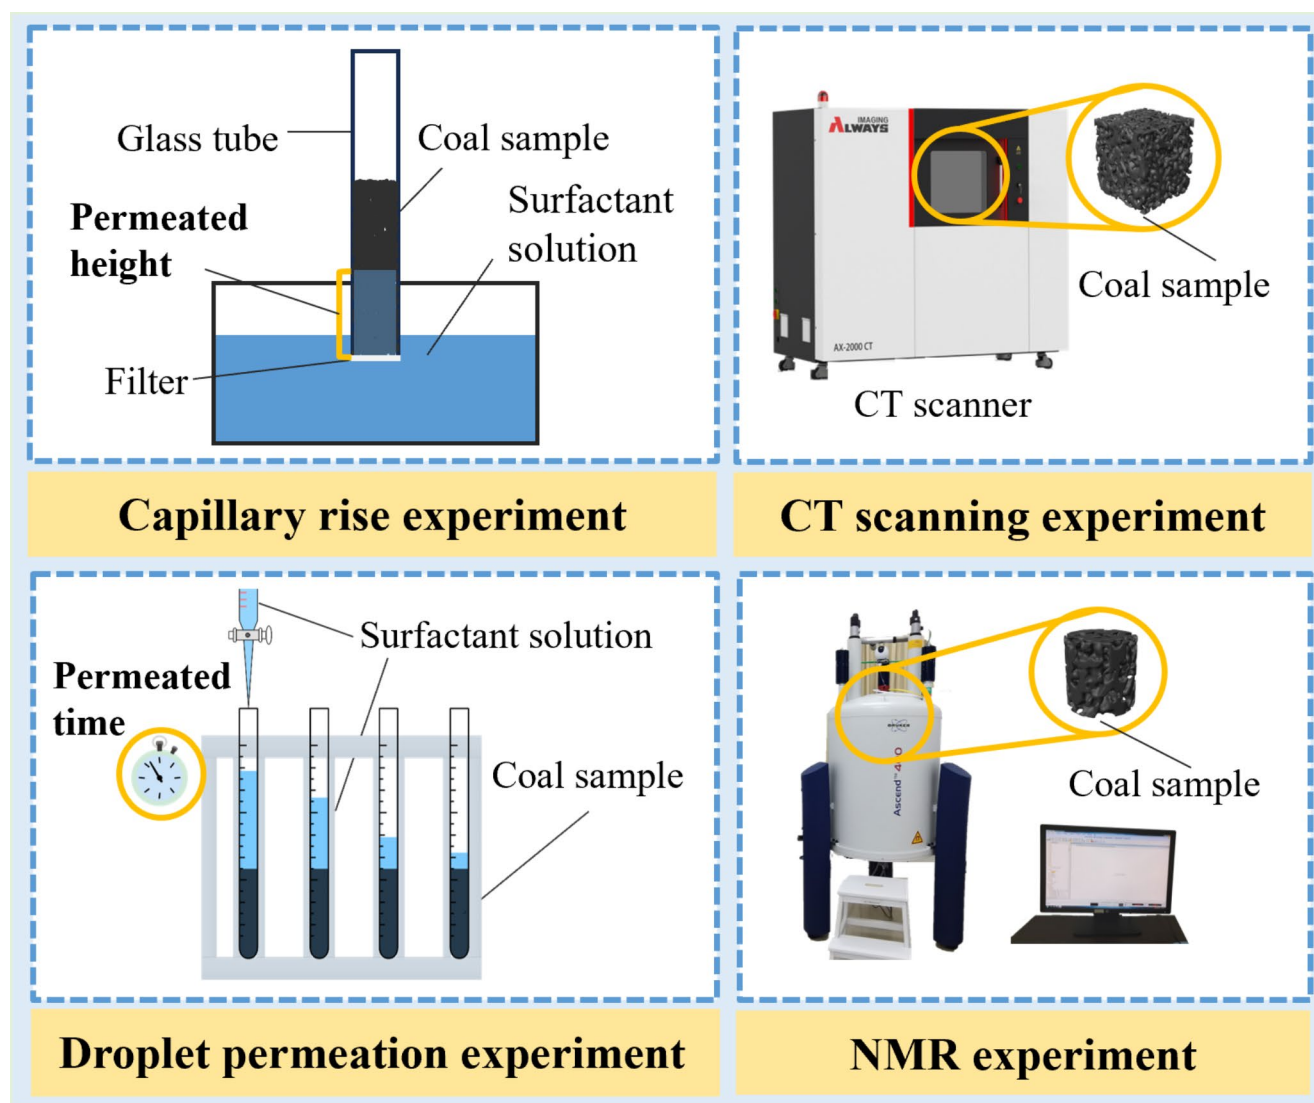 Glass tube
Coal sample
Permeated
height
Surfactant
solution
Filter
Capillary rise experiment
IMAGING
ALWAYS
AX-2000 CT
Coal sample
CT scanner
CT scanning experiment
Surfactant solution
Permeated
time
Coal sample
Droplet permeation experiment
BRUKER
Ascend™ 400
Coal sample
NMR experiment